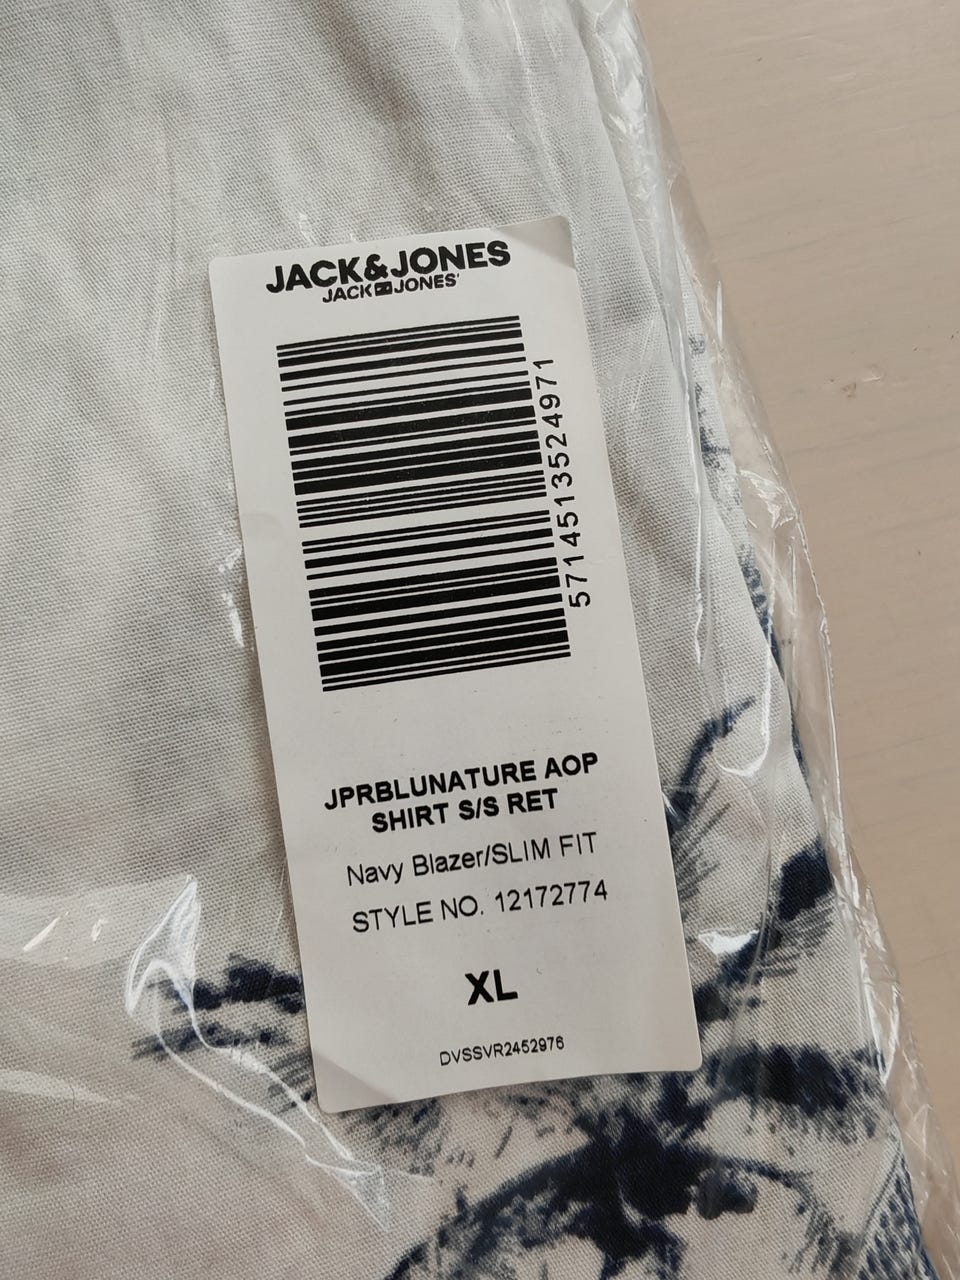 JACK&JONES
JACK JONES
5714513524971
JPRBLUNATURE AOP
SHIRT S/S RET
Navy Blazer/SLIM FIT
STYLE NO. 12172774
XL
DVSSVR2452976